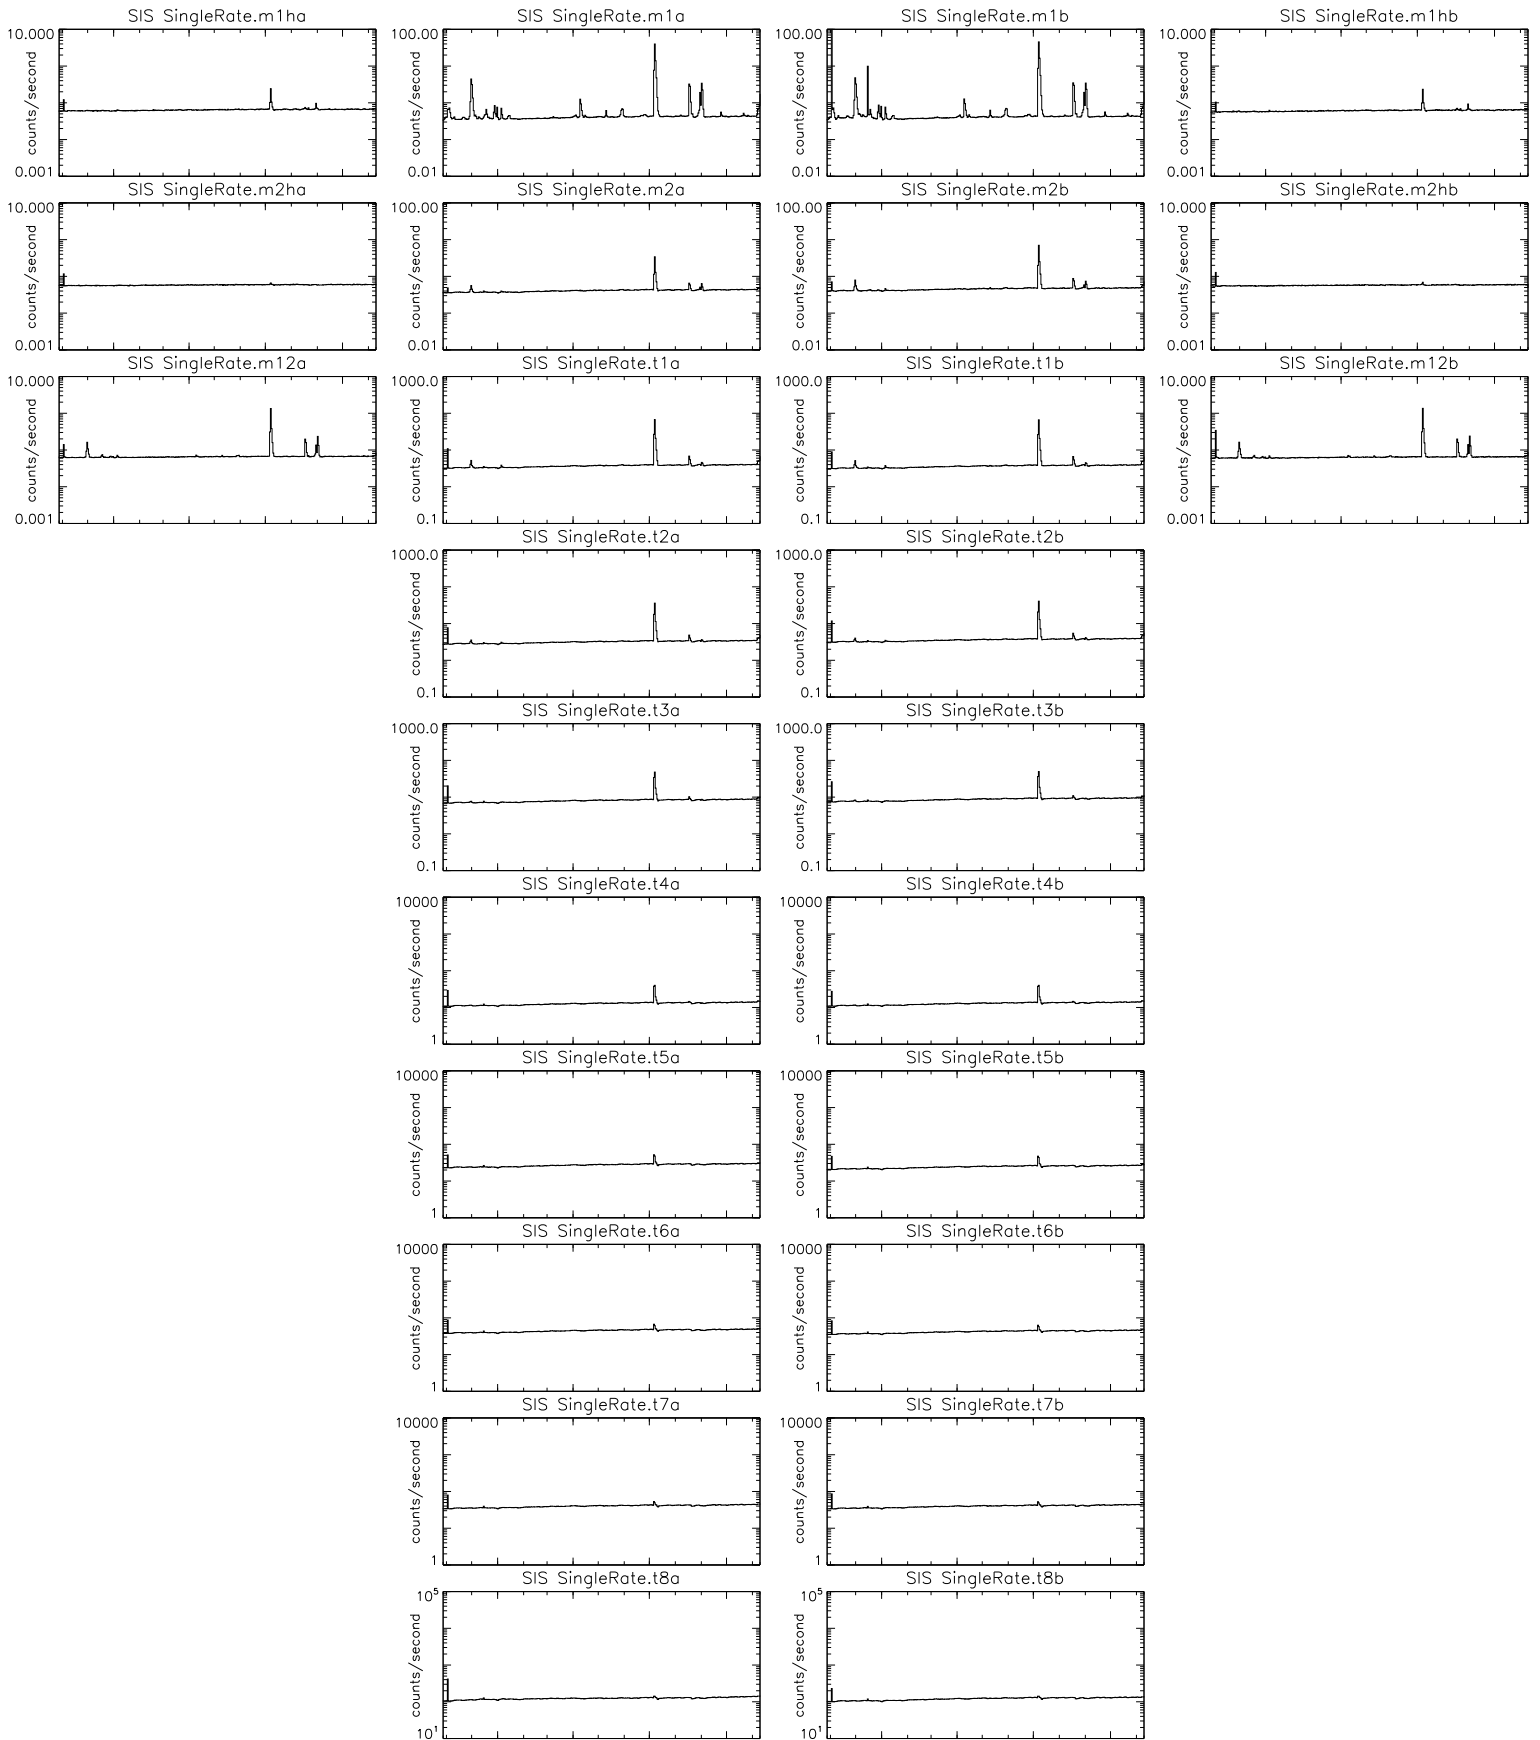 SIS SingleRate.m1ha
SIS SingleRate.m1a
SIS SingleRate.m1b
SIS SingleRate.m1hb
10.000
counts/second
0.001
100.00
counts/second
0.01
100.00
counts/second
0.01
10.000
counts/second
0.001
SIS SingleRate.m2ha
SIS SingleRate.m2a
SIS SingleRate.m2b
SIS SingleRate.m2hb
10.000
counts/second
0.001
100.00
counts/second
0.01
100.00
counts/second
0.01
10.000
counts/second
0.001
SIS SingleRate.m12a
SIS SingleRate.t1a
SIS SingleRate.t1b
SIS SingleRate.m12b
10.000
counts/second
0.001
1000.0
counts/second
0.1
1000.0
counts/second
0.1
10.000
counts/second
0.001
SIS SingleRate.t2a
SIS SingleRate.t2b
1000.0
counts/second
0.1
1000.0
counts/second
0.1
SIS SingleRate.t3a
SIS SingleRate.t3b
1000.0
counts/second
0.1
1000.0
counts/second
0.1
SIS SingleRate.t4a
SIS SingleRate.t4b
10000
counts/second
1
10000
counts/second
1
SIS SingleRate.t5a
SIS SingleRate.t5b
10000
counts/second
1
10000
counts/second
1
SIS SingleRate.t6a
SIS SingleRate.t6b
10000
counts/second
1
10000
counts/second
1
SIS SingleRate.t7a
SIS SingleRate.t7b
10000
counts/second
1
10000
counts/second
1
SIS SingleRate.t8a
SIS SingleRate.t8b
10⁵
counts/second
10¹
10⁵
counts/second
10¹